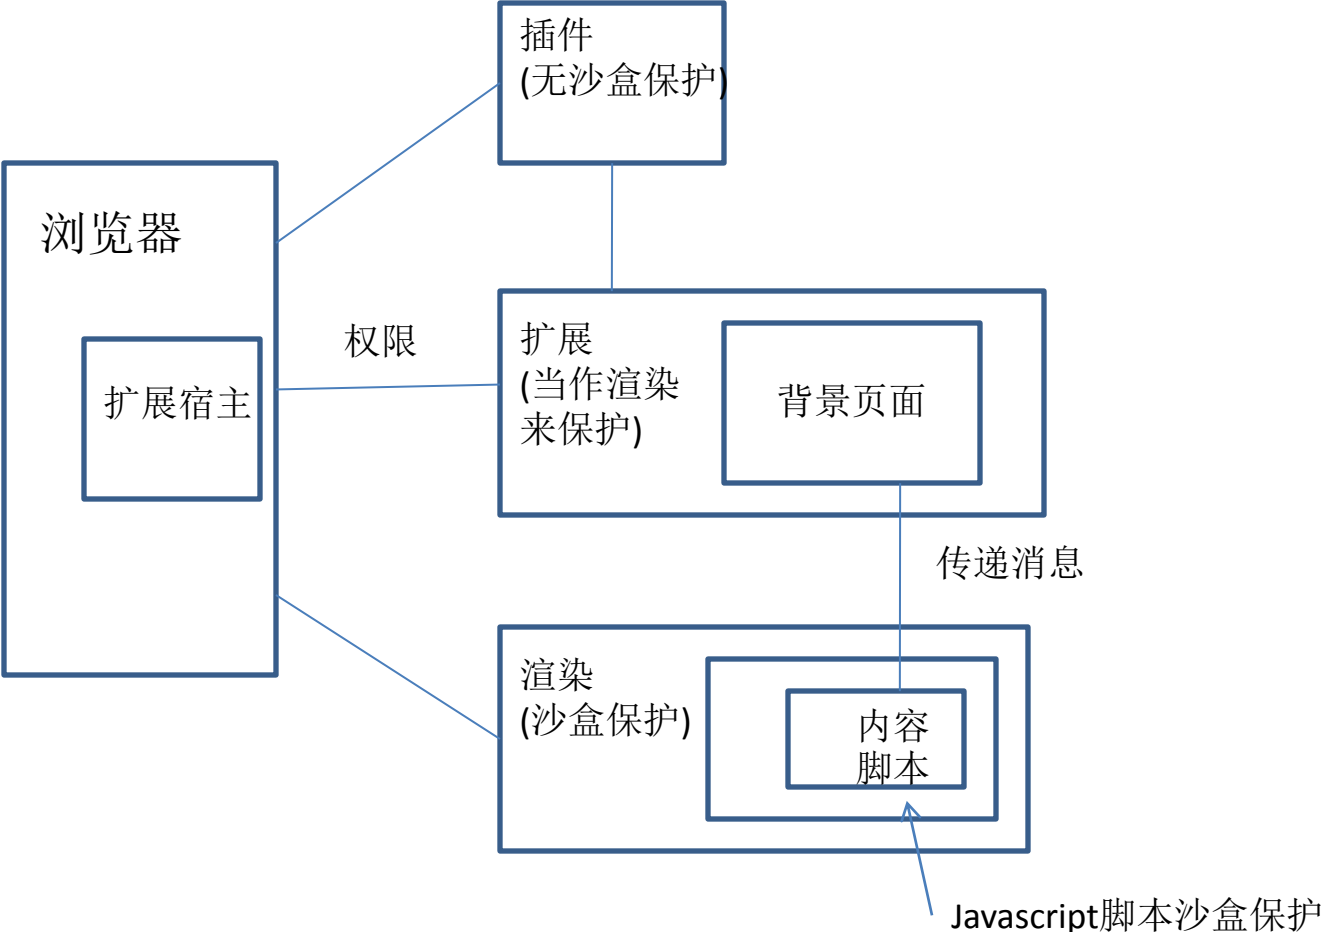 插件
(无沙盒保护)
浏览器
扩展宿主
权限
扩展
(当作渲染
来保护)
背景页面
传递消息
渲染
(沙盒保护)
内容
脚本
Javascript脚本沙盒保护